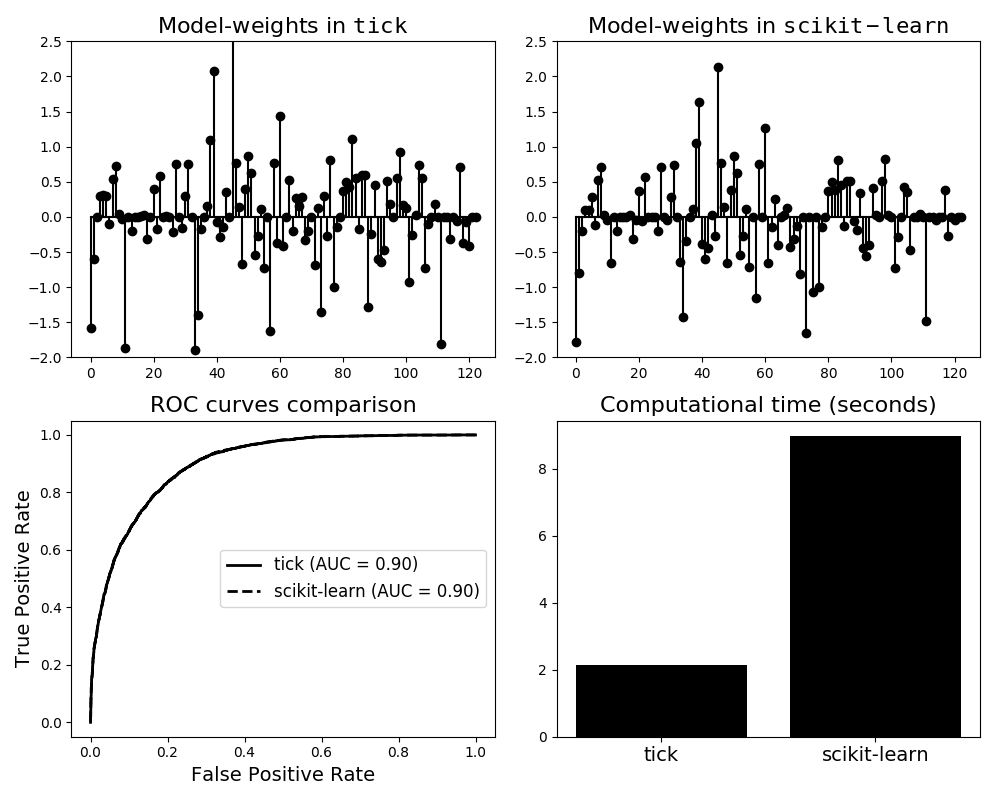 Model-weights in tick
2.5
2.0
1.5
1.0
0.5
0.0
−0.5
−1.0
−1.5
−2.0
0 20 40 60 80 100 120
Model-weights in scikit−learn
2.5
2.0
1.5
1.0
0.5
0.0
−0.5
−1.0
−1.5
−2.0
0 20 40 60 80 100 120
ROC curves comparison
True Positive Rate
1.0
0.8
0.6
0.4
0.2
0.0
tick (AUC = 0.90)
scikit-learn (AUC = 0.90)
0.0 0.2 0.4 0.6 0.8 1.0
False Positive Rate
Computational time (seconds)
8
6
4
2
0
tick scikit-learn